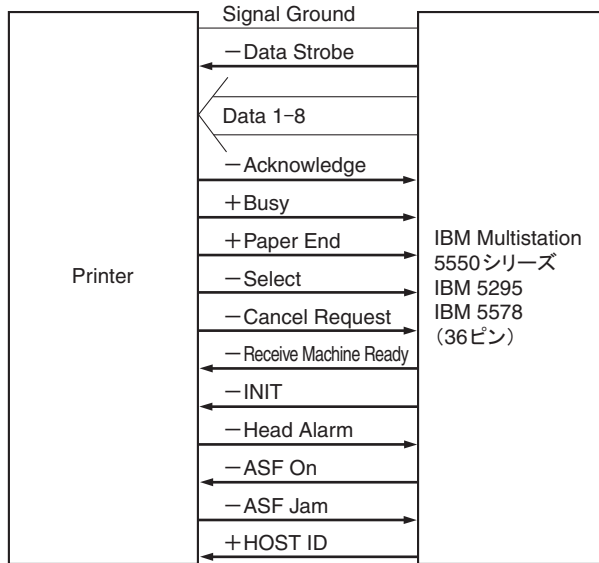 Signal Ground
−Data Strobe
Data 1−8
−Acknowledge
+Busy
+Paper End
−Select
−Cancel Request
−Receive Machine Ready
−INIT
−Head Alarm
−ASF On
−ASF Jam
+HOST ID
Printer
IBM Multistation
5550シリーズ
IBM 5295
IBM 5578
(36ピン)